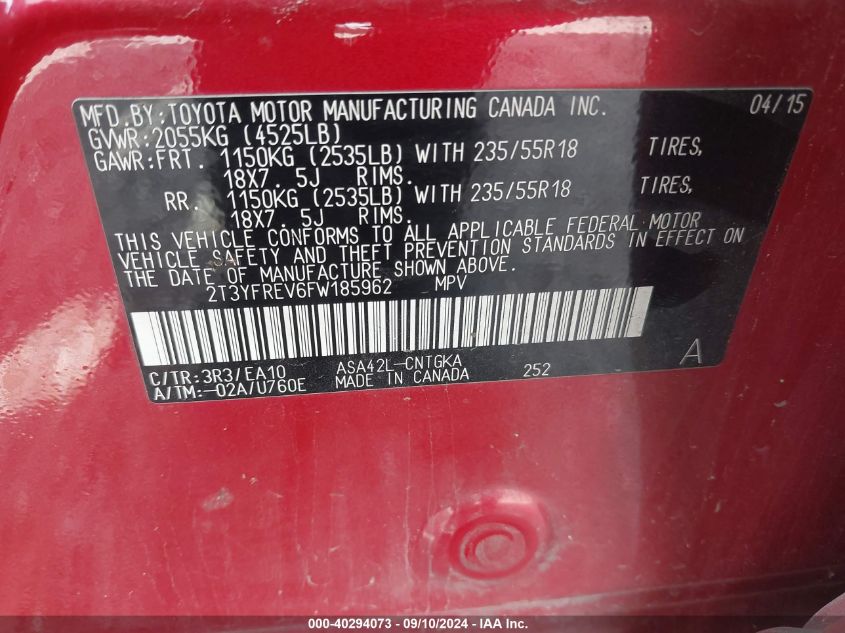 MFD.BY:TOYOTA MOTOR MANUFACTURING CANADA INC. 04/15
GVWR:2055KG (4525LB)
GAWR:FRT. 1150KG (2535LB) WITH 235/55R18 TIRES,
18X7.5J RIMS.
RR. 1150KG (2535LB) WITH 235/55R18 TIRES,
18X7.5J RIMS.
THIS VEHICLE CONFORMS TO ALL APPLICABLE FEDERAL MOTOR
VEHICLE SAFETY AND THEFT PREVENTION STANDARDS IN EFFECT ON
THE DATE OF MANUFACTURE SHOWN ABOVE.
2T3YFREV6FW185962 MPV
C/TR:3R3/EA10 ASA42L-CNTGKA 252 A
A/TM:-02A/U760E MADE IN CANADA
000-40294073 - 09/10/2024 - IAA Inc.